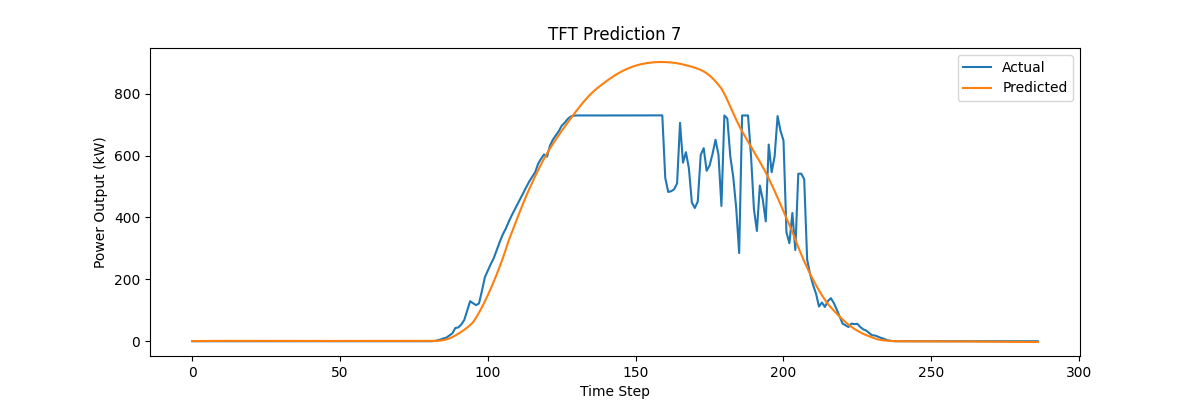 TFT Prediction 7
Actual
Predicted
Power Output (kW)
800
600
400
200
0
0 50 100 150 200 250 300
Time Step